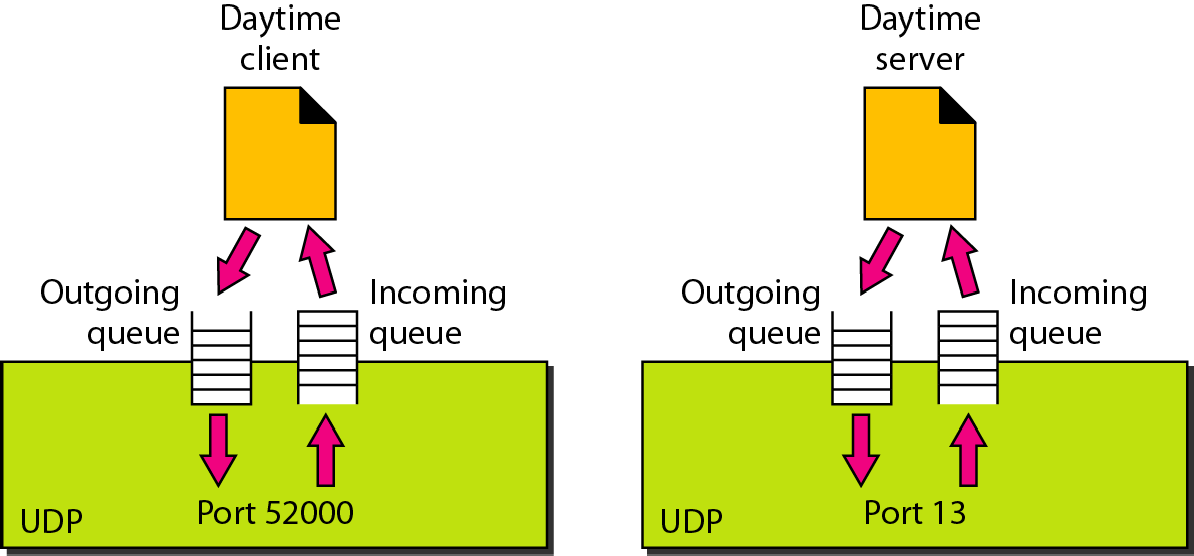 Daytime
client
Outgoing
queue
Incoming
queue
UDP
Port 52000
Daytime
server
Outgoing
queue
Incoming
queue
UDP
Port 13